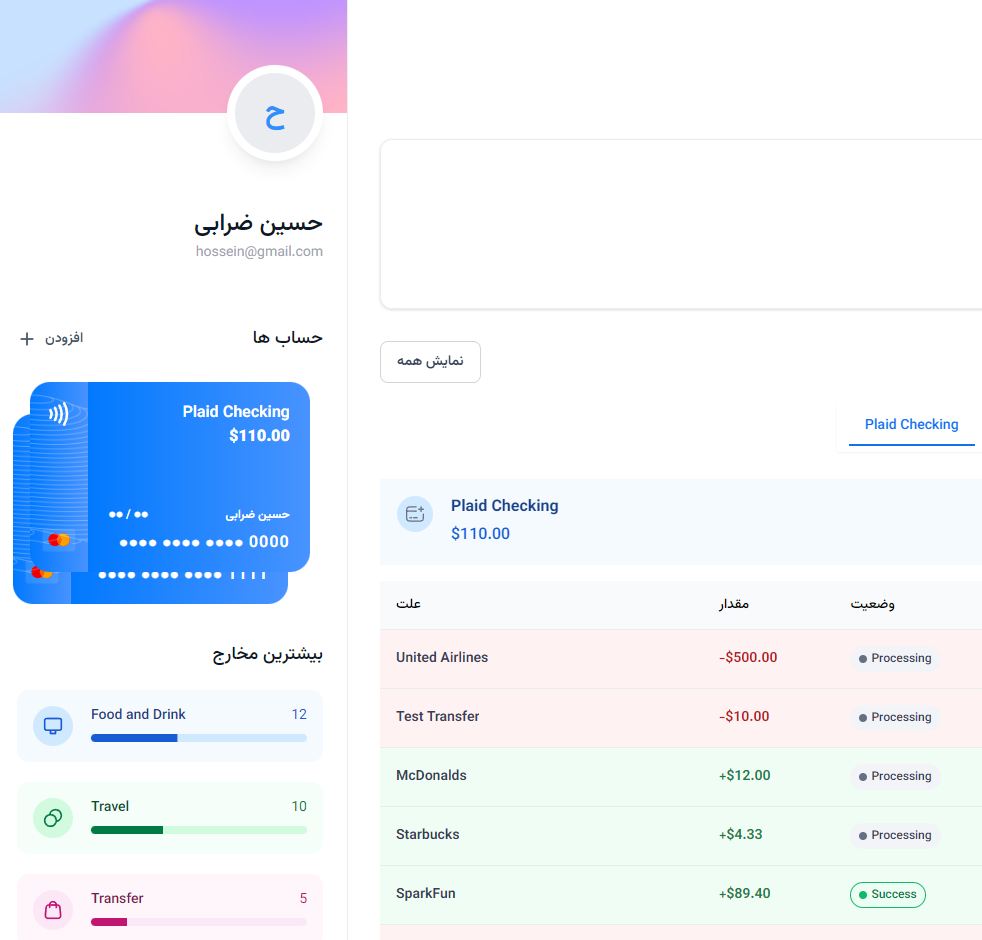 ح
حسین ضرابی
hossein@gmail.com
حساب ها
افزودن
Plaid Checking
$110.00
حسین ضرابی
●● / ●●
●●●● ●●●● ●●●● 0000
●●●● ●●●● ●●●● 1111
بیشترین مخارج
Food and Drink 12
Travel 10
Transfer 5
نمایش همه
Plaid Checking
Plaid Checking
$110.00
علت مقدار وضعیت
United Airlines -$500.00 Processing
Test Transfer -$10.00 Processing
McDonalds +$12.00 Processing
Starbucks +$4.33 Processing
SparkFun +$89.40 Success